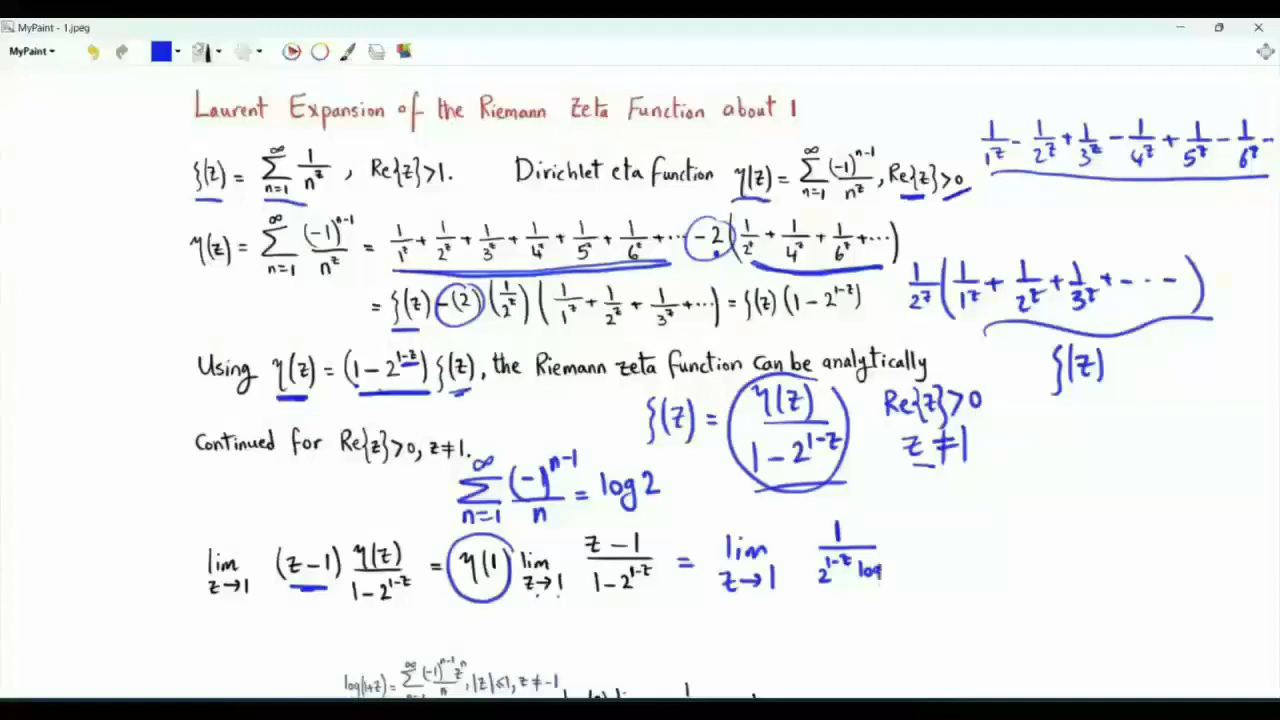 MyPaint - 1.jpeg
MyPaint
Laurent Expansion of the Riemann Zeta Function about 1
ζ(z) = ∑_{n=1}^{∞} 1/n^z , Re{z}>1. Dirichlet eta function η(z) = ∑_{n=1}^{∞} (-1)^{n-1}/n^z, Re{z}>0
1/1^z - 1/2^z + 1/3^z - 1/4^z + 1/5^z - 1/6^z -
η(z) = ∑_{n=1}^{∞} (-1)^{n-1}/n^z = 1/1^z + 1/2^z + 1/3^z + 1/4^z + 1/5^z + 1/6^z + ... -2 (1/2^z + 1/4^z + 1/6^z + ...)
= ζ(z) - (2) (1/2^z) (1/1^z + 1/2^z + 1/3^z + ...) = ζ(z) (1 - 2^{1-z})
1/2^z (1/1^z + 1/2^z + 1/3^z + - - -)
ζ(z)
Using η(z) = (1 - 2^{1-z}) ζ(z), the Riemann zeta function can be analytically
ζ(z) = η(z)/(1 - 2^{1-z}) Re{z}>0
z ≠ 1
Continued for Re{z}>0, z≠1.
∑_{n=1}^{∞} (-1)^{n-1}/n = log 2
lim_{z→1} (z-1) η(z)/(1 - 2^{1-z}) = η(1) lim_{z→1} (z-1)/(1 - 2^{1-z}) = lim_{z→1} 1/(2^{1-z} log
log(1+z) = ∑ (-1)^{n-1} z^n/n , |z|≤1, z≠-1